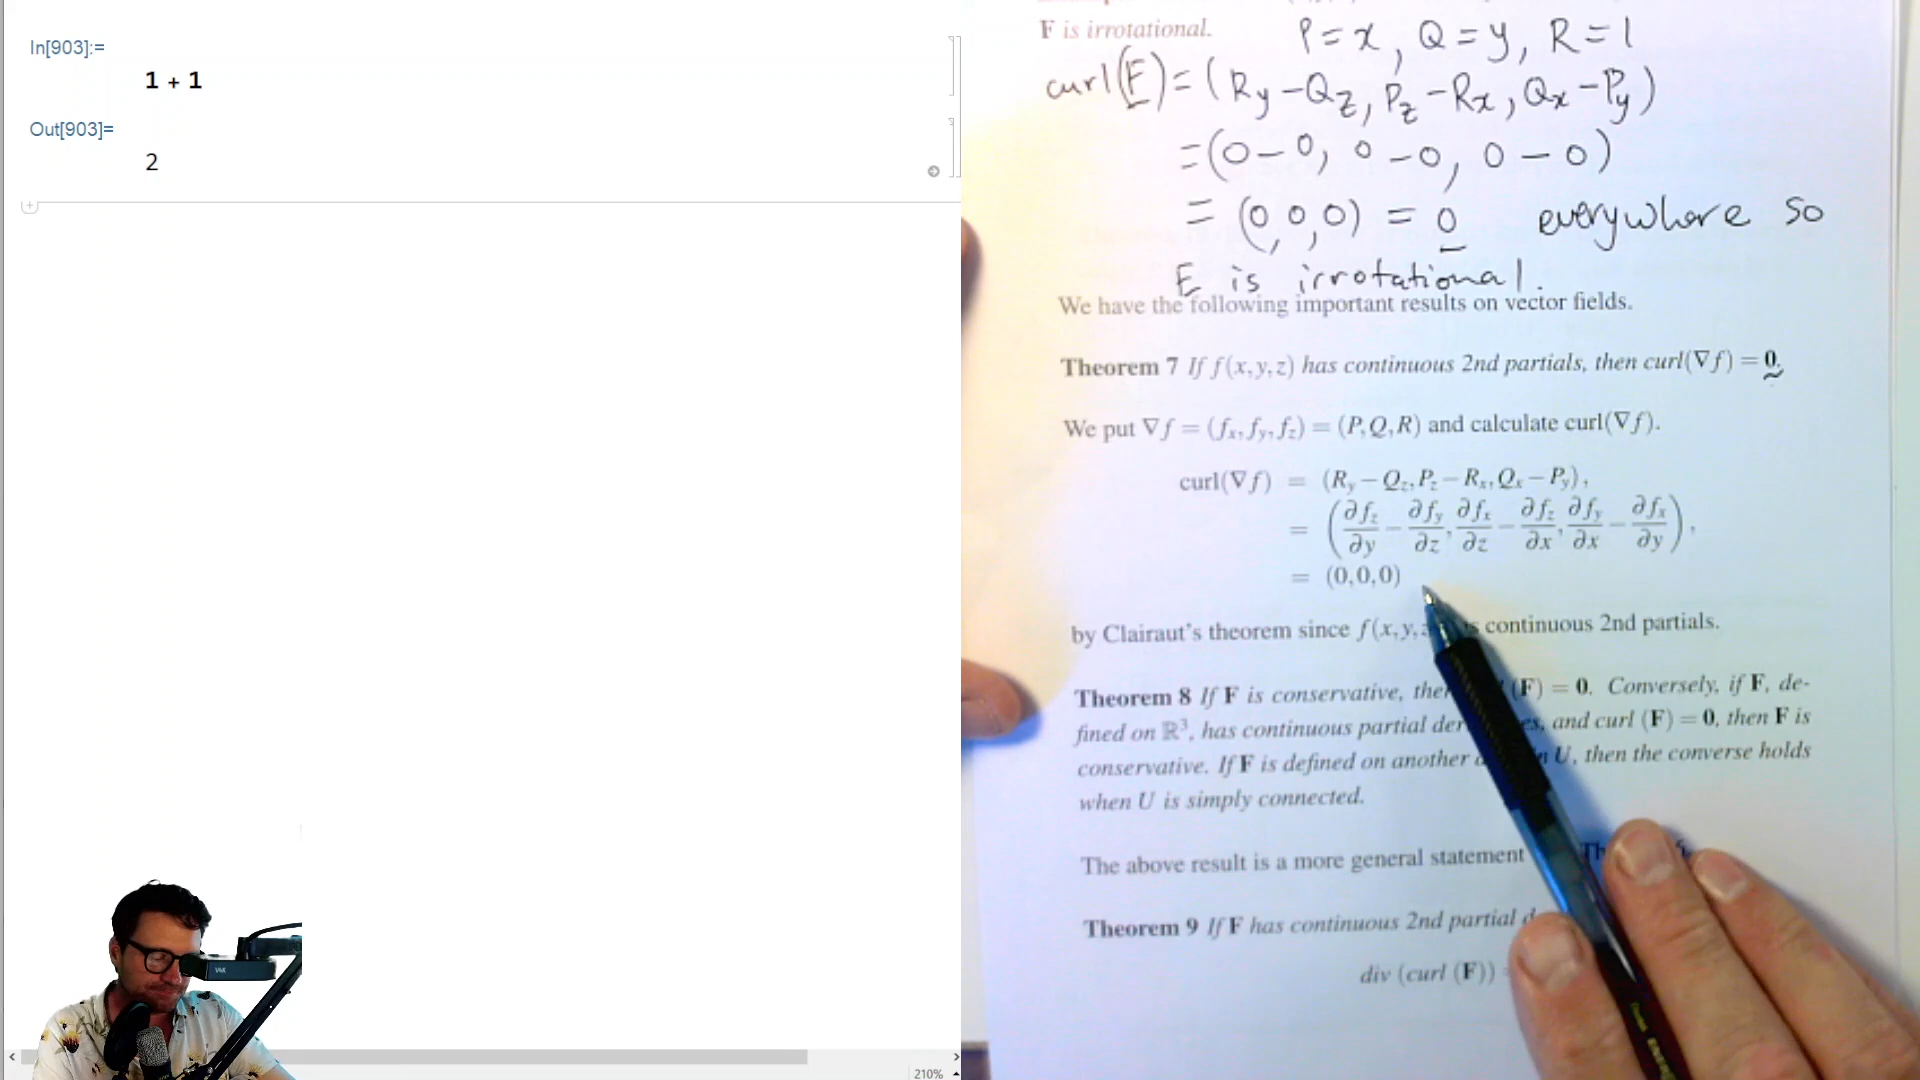 In[903]:=
1 + 1
Out[903]=
2
210%
F is irrotational. P=x, Q=y, R=1
curl(F)=(Ry-Qz, Pz-Rx, Qx-Py)
=(0-0, 0-0, 0-0)
= (0,0,0) = 0 everywhere so
F is irrotational.
We have the following important results on vector fields.
Theorem 7 If f(x,y,z) has continuous 2nd partials, then curl(∇f) = 0.
We put ∇f = (fx, fy, fz) = (P,Q,R) and calculate curl(∇f).
curl(∇f) = (Ry − Qz, Pz − Rx, Qx − Py),
= (∂fz/∂y − ∂fy/∂z, ∂fx/∂z − ∂fz/∂x, ∂fy/∂x − ∂fx/∂y),
= (0,0,0)
by Clairaut's theorem since f(x,y, continuous 2nd partials.
Theorem 8 If F is conservative, (F) = 0. Conversely, if F, de-
fined on ℝ³, has continuous partial and curl (F) = 0, then F is
conservative. If F is defined on another U, then the converse holds
when U is simply connected.
The above result is a more general statement
Theorem 9 If F has continuous 2nd partial
div (curl (F))